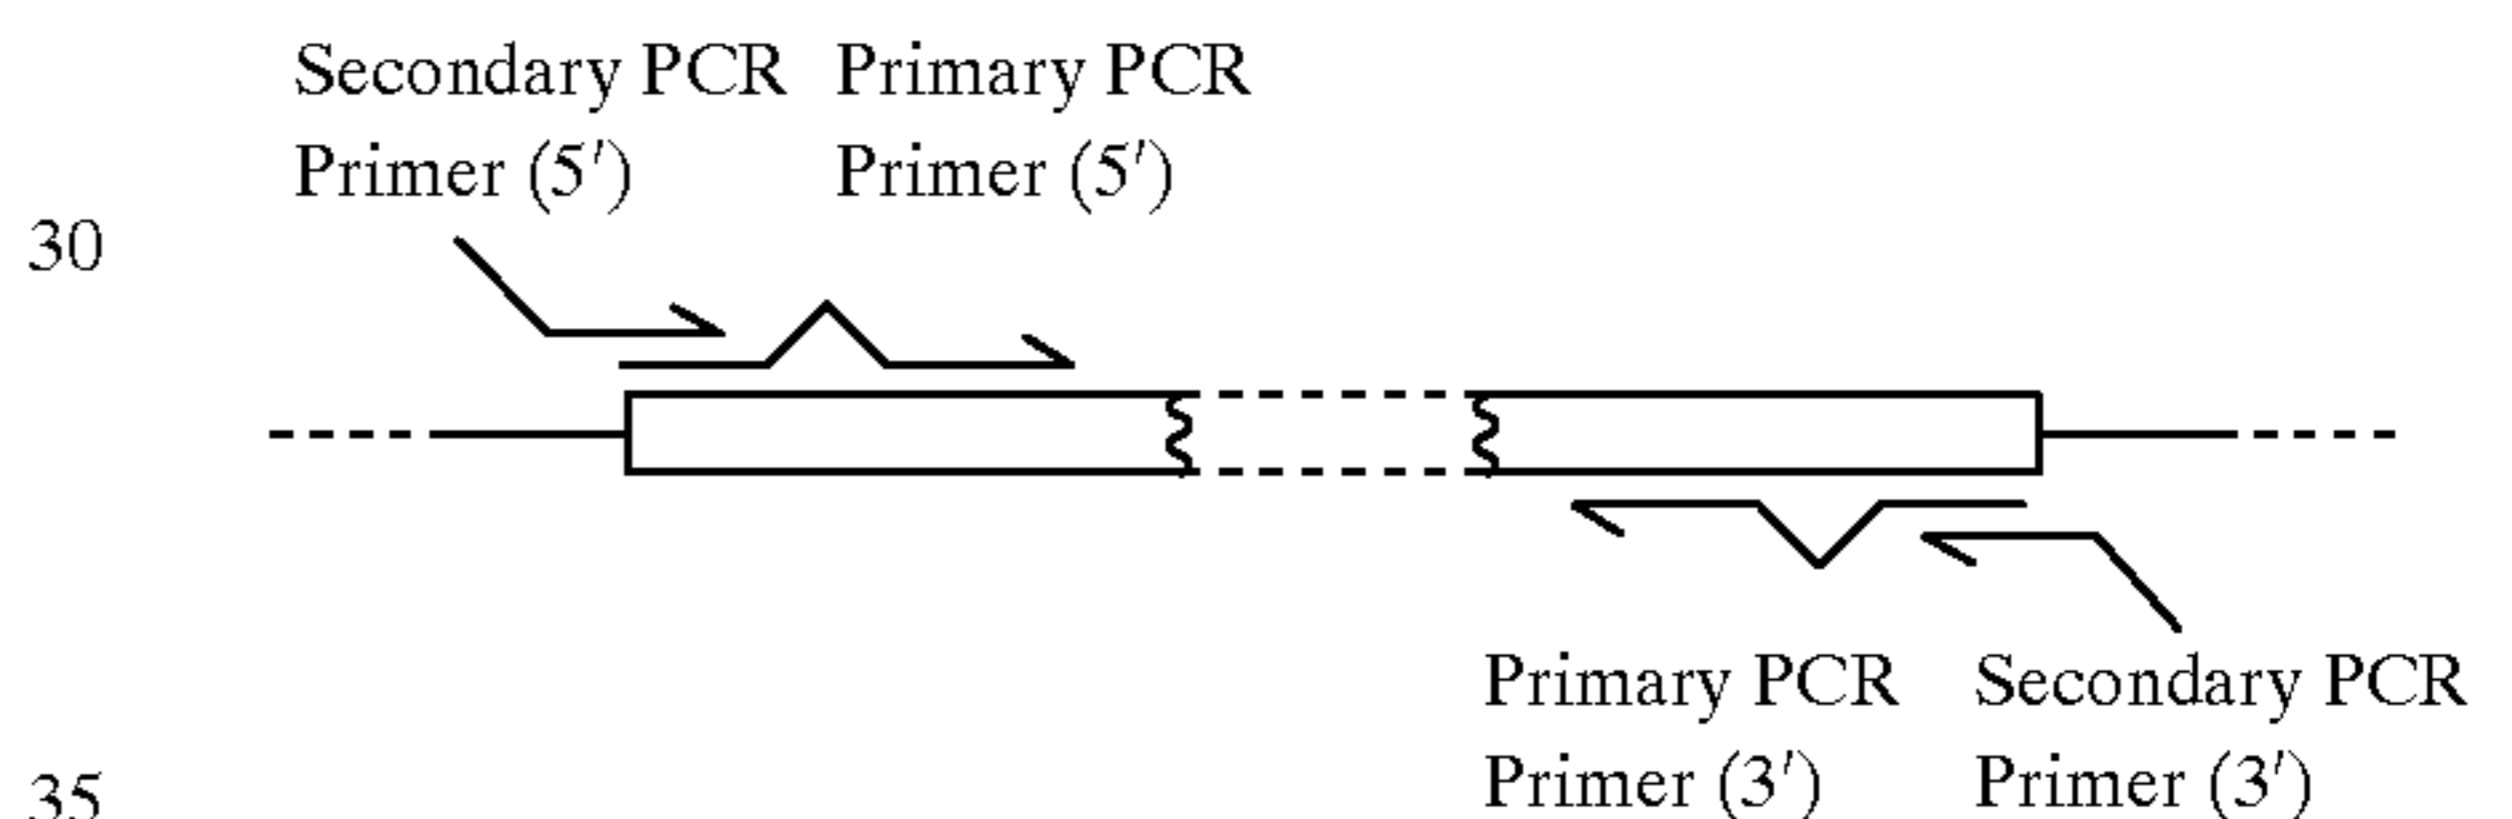 Secondary PCR Primary PCR
Primer (5′) Primer (5′)
30
Primary PCR Secondary PCR
Primer (3′) Primer (3′)
35